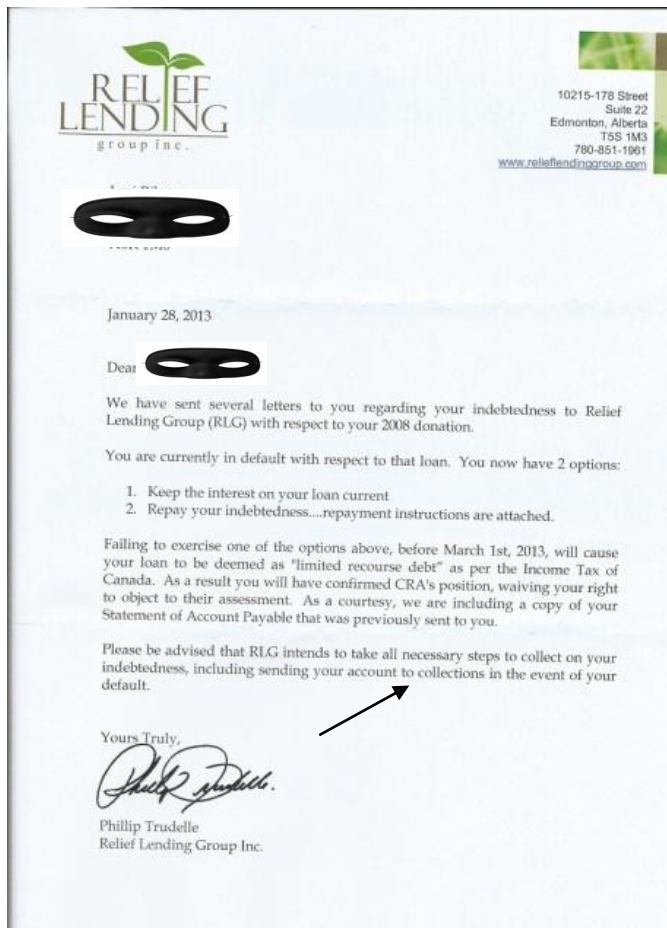 RELIEF
LENDING
group inc.
10215-178 Street
Suite 22
Edmonton, Alberta
T5S 1M3
780-851-1961
www.relieflendinggroup.com
January 28, 2013
Dear
We have sent several letters to you regarding your indebtedness to Relief
Lending Group (RLG) with respect to your 2008 donation.
You are currently in default with respect to that loan. You now have 2 options:
1. Keep the interest on your loan current
2. Repay your indebtedness....repayment instructions are attached.
Failing to exercise one of the options above, before March 1st, 2013, will cause
your loan to be deemed as "limited recourse debt" as per the Income Tax of
Canada. As a result you will have confirmed CRA's position, waiving your right
to object to their assessment. As a courtesy, we are including a copy of your
Statement of Account Payable that was previously sent to you.
Please be advised that RLG intends to take all necessary steps to collect on your
indebtedness, including sending your account to collections in the event of your
default.
Yours Truly,
Phillip Trudelle
Relief Lending Group Inc.